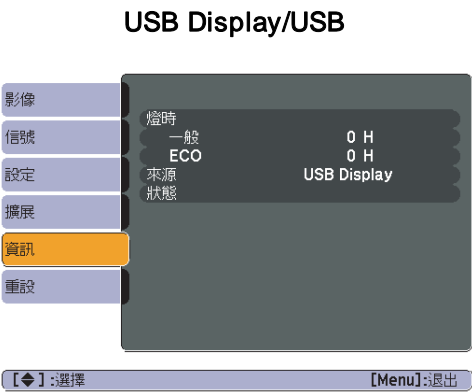 USB Display/USB
影像
信號
設定
擴展
資訊
重設
燈時
一般 0 H
ECO 0 H
來源 USB Display
狀態
[◆]:選擇 [Menu]:退出